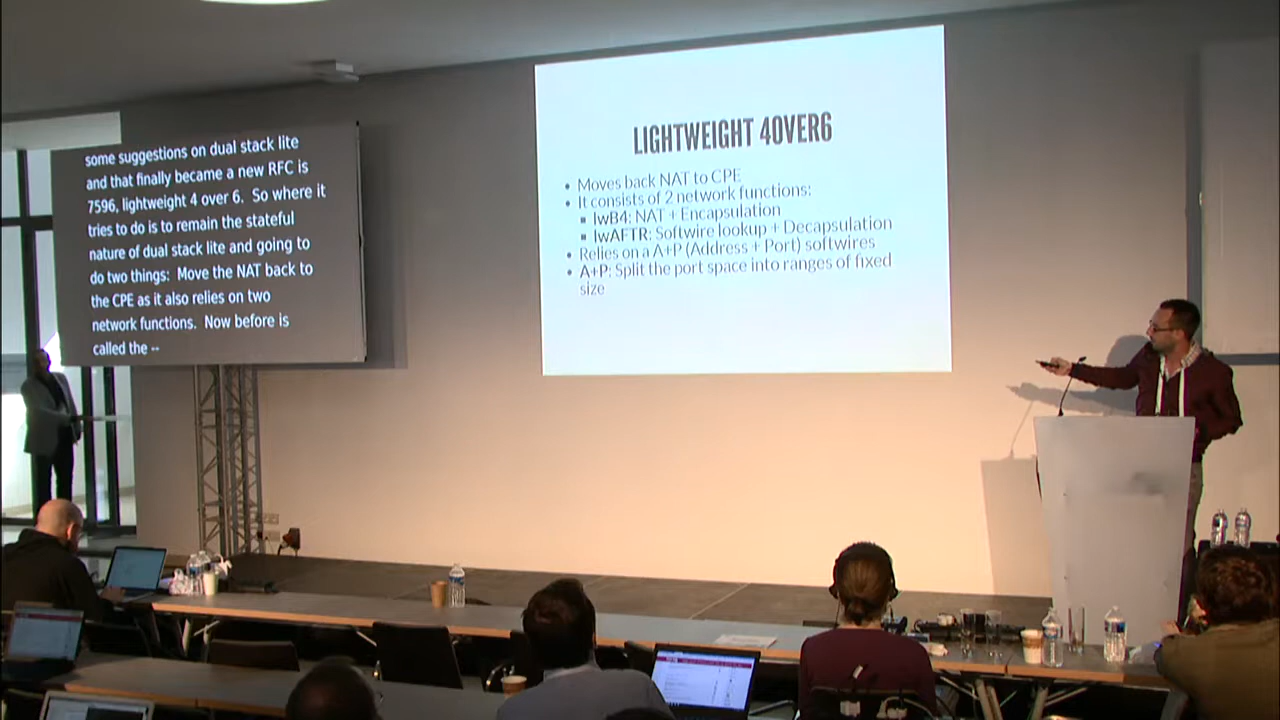 some suggestions on dual stack lite
and that finally became a new RFC is
7596, lightweight 4 over 6.  So where it
tries to do is to remain the stateful
nature of dual stack lite and going to
do two things:  Move the NAT back to
the CPE as it also relies on two
network functions.  Now before is
called the --
LIGHTWEIGHT 4OVER6
• Moves back NAT to CPE
• It consists of 2 network functions:
▪ lwB4: NAT + Encapsulation
▪ lwAFTR: Softwire lookup + Decapsulation
• Relies on a A+P (Address + Port) softwires
• A+P: Split the port space into ranges of fixed
size